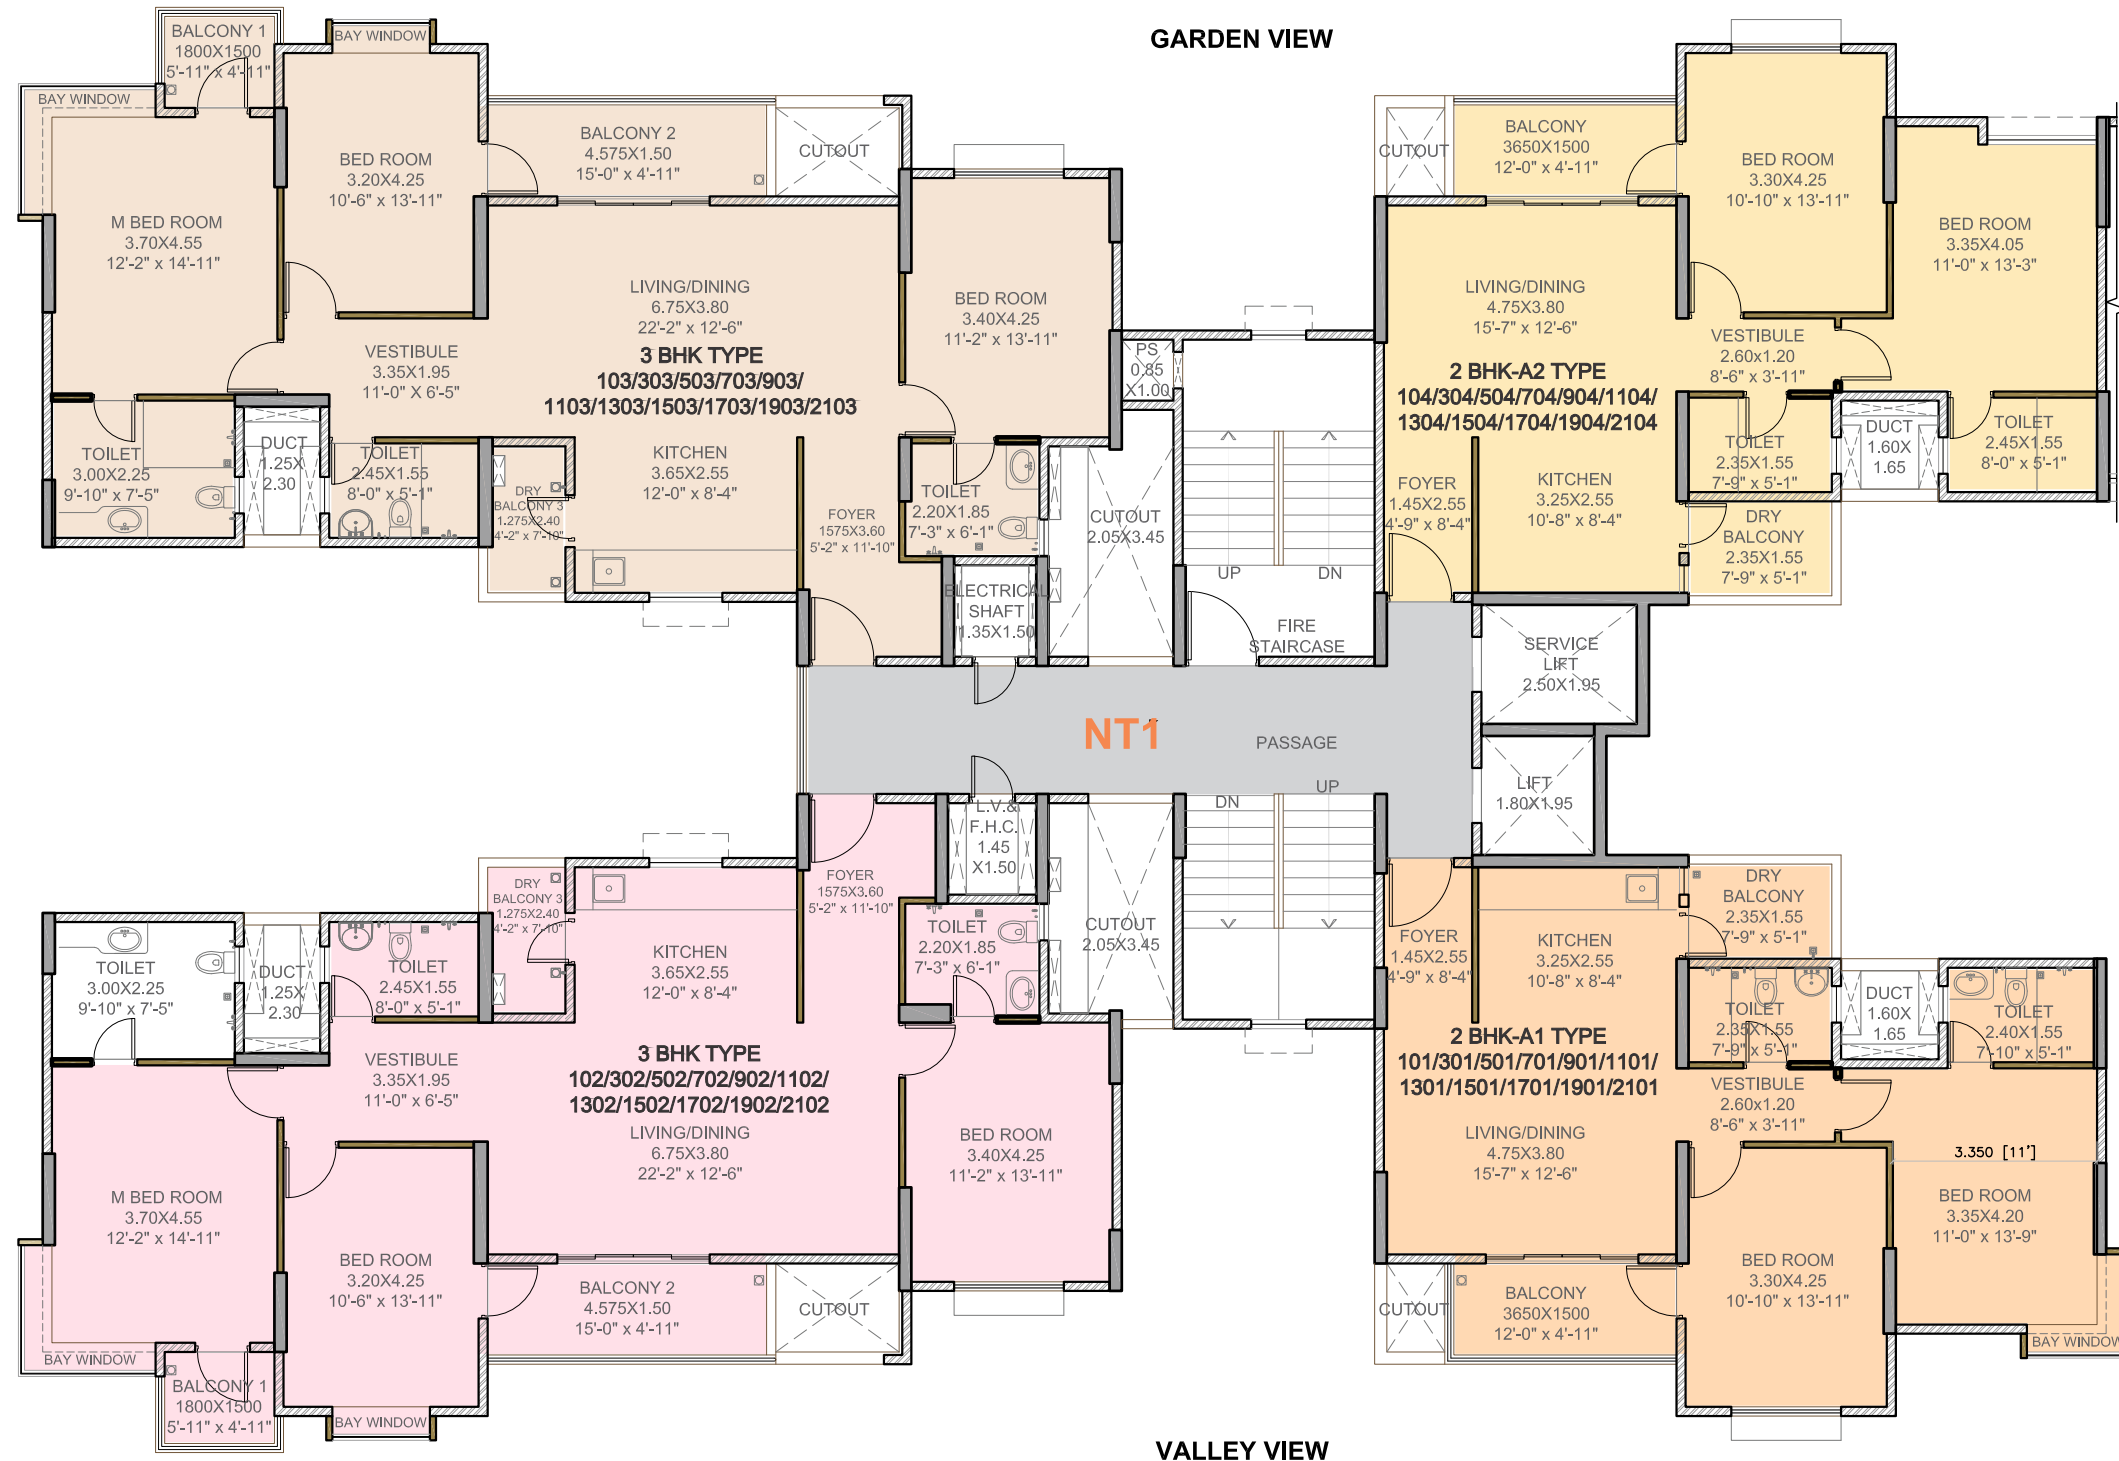 GARDEN VIEW
BALCONY 1
1800X1500
5'-11" x 4'-11"
BAY WINDOW
BAY WINDOW
M BED ROOM
3.70X4.55
12'-2" x 14'-11"
BED ROOM
3.20X4.25
10'-6" x 13'-11"
BALCONY 2
4.575X1.50
15'-0" x 4'-11"
CUTOUT
LIVING/DINING
6.75X3.80
22'-2" x 12'-6"
3 BHK TYPE
103/303/503/703/903/
1103/1303/1503/1703/1903/2103
BED ROOM
3.40X4.25
11'-2" x 13'-11"
VESTIBULE
3.35X1.95
11'-0" X 6'-5"
TOILET
3.00X2.25
9'-10" x 7'-5"
DUCT
1.25X
2.30
TOILET
2.45X1.55
8'-0" x 5'-1"
DRY
BALCONY 3
1.275X2.40
4'-2" x 7'-10"
KITCHEN
3.65X2.55
12'-0" x 8'-4"
FOYER
1575X3.60
5'-2" x 11'-10"
TOILET
2.20X1.85
7'-3" x 6'-1"
ELECTRICAL
SHAFT
1.35X1.50
PS
0.85
X1.00
CUTOUT
2.05X3.45
UP
DN
FIRE
STAIRCASE
CUTOUT
BALCONY
3650X1500
12'-0" x 4'-11"
BED ROOM
3.30X4.25
10'-10" x 13'-11"
BED ROOM
3.35X4.05
11'-0" x 13'-3"
LIVING/DINING
4.75X3.80
15'-7" x 12'-6"
2 BHK-A2 TYPE
104/304/504/704/904/1104/
1304/1504/1704/1904/2104
VESTIBULE
2.60x1.20
8'-6" x 3'-11"
TOILET
2.35X1.55
7'-9" x 5'-1"
DUCT
1.60X
1.65
TOILET
2.45X1.55
8'-0" x 5'-1"
FOYER
1.45X2.55
4'-9" x 8'-4"
KITCHEN
3.25X2.55
10'-8" x 8'-4"
DRY
BALCONY
2.35X1.55
7'-9" x 5'-1"
SERVICE
LIFT
2.50X1.95
NT1
PASSAGE
LIFT
1.80X1.95
DN
UP
L.V.&
F.H.C.
1.45
X1.50
FOYER
1575X3.60
5'-2" x 11'-10"
DRY
BALCONY 3
1.275X2.40
4'-2" x 7'-10"
KITCHEN
3.65X2.55
12'-0" x 8'-4"
TOILET
2.20X1.85
7'-3" x 6'-1"
CUTOUT
2.05X3.45
TOILET
3.00X2.25
9'-10" x 7'-5"
DUCT
1.25X
2.30
TOILET
2.45X1.55
8'-0" x 5'-1"
VESTIBULE
3.35X1.95
11'-0" x 6'-5"
3 BHK TYPE
102/302/502/702/902/1102/
1302/1502/1702/1902/2102
LIVING/DINING
6.75X3.80
22'-2" x 12'-6"
BED ROOM
3.40X4.25
11'-2" x 13'-11"
M BED ROOM
3.70X4.55
12'-2" x 14'-11"
BED ROOM
3.20X4.25
10'-6" x 13'-11"
BALCONY 2
4.575X1.50
15'-0" x 4'-11"
CUTOUT
BAY WINDOW
BALCONY 1
1800X1500
5'-11" x 4'-11"
BAY WINDOW
FOYER
1.45X2.55
4'-9" x 8'-4"
KITCHEN
3.25X2.55
10'-8" x 8'-4"
DRY
BALCONY
2.35X1.55
7'-9" x 5'-1"
TOILET
2.35X1.55
7'-9" x 5'-1"
DUCT
1.60X
1.65
TOILET
2.40X1.55
7'-10" x 5'-1"
2 BHK-A1 TYPE
101/301/501/701/901/1101/
1301/1501/1701/1901/2101
VESTIBULE
2.60x1.20
8'-6" x 3'-11"
LIVING/DINING
4.75X3.80
15'-7" x 12'-6"
3.350 [11']
BED ROOM
3.35X4.20
11'-0" x 13'-9"
BED ROOM
3.30X4.25
10'-10" x 13'-11"
CUTOUT
BALCONY
3650X1500
12'-0" x 4'-11"
BAY WINDOW
VALLEY VIEW